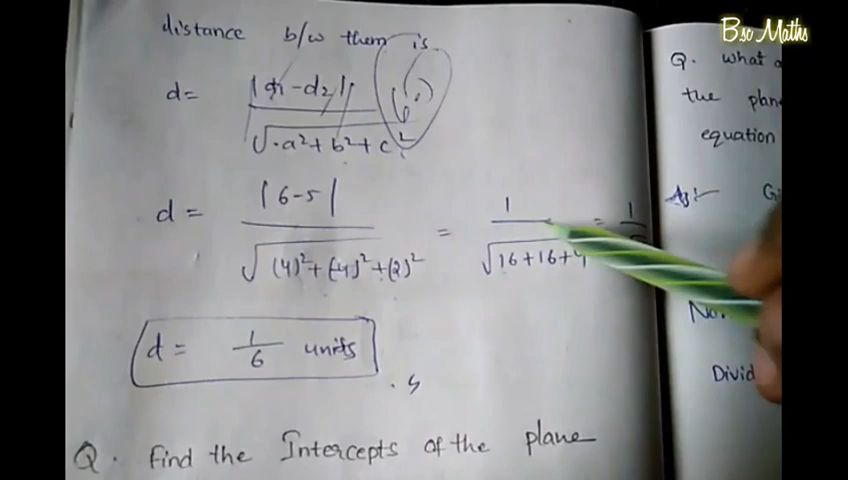 BSc Maths
distance b/w them is
d = |d1 - d2| / √a²+b²+c²
d = |6-5| / √(4)²+(-4)²+(2)² = 1 / √16+16+4 = 1
d = 1/6 units
Q. Find the Intercepts of the plane
Q. What
the plan
equation
As:-
No.
Divid